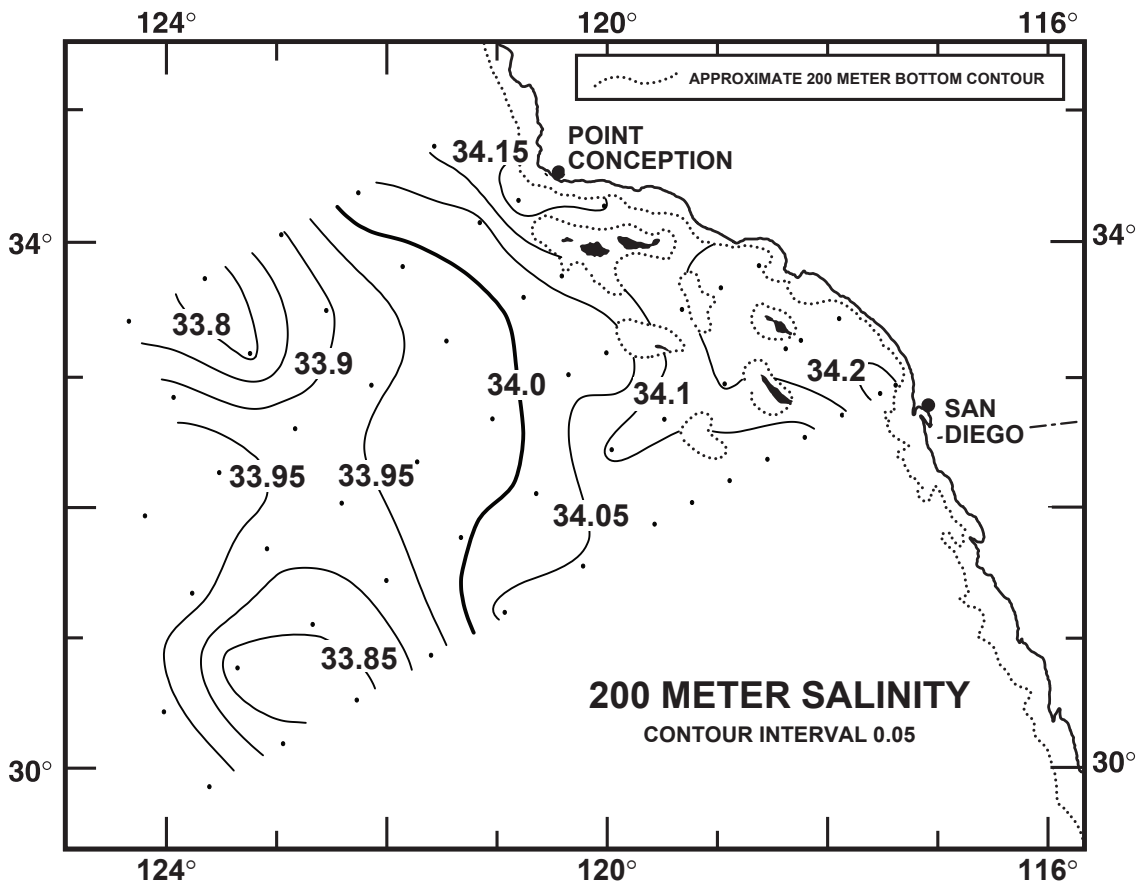 124° 120° 116°
APPROXIMATE 200 METER BOTTOM CONTOUR
POINT
CONCEPTION
34.15
34° 34°
33.8
33.9
34.0
34.1
34.2
SAN
DIEGO
33.95 33.95
34.05
33.85
200 METER SALINITY
CONTOUR INTERVAL 0.05
30° 30°
124° 120° 116°